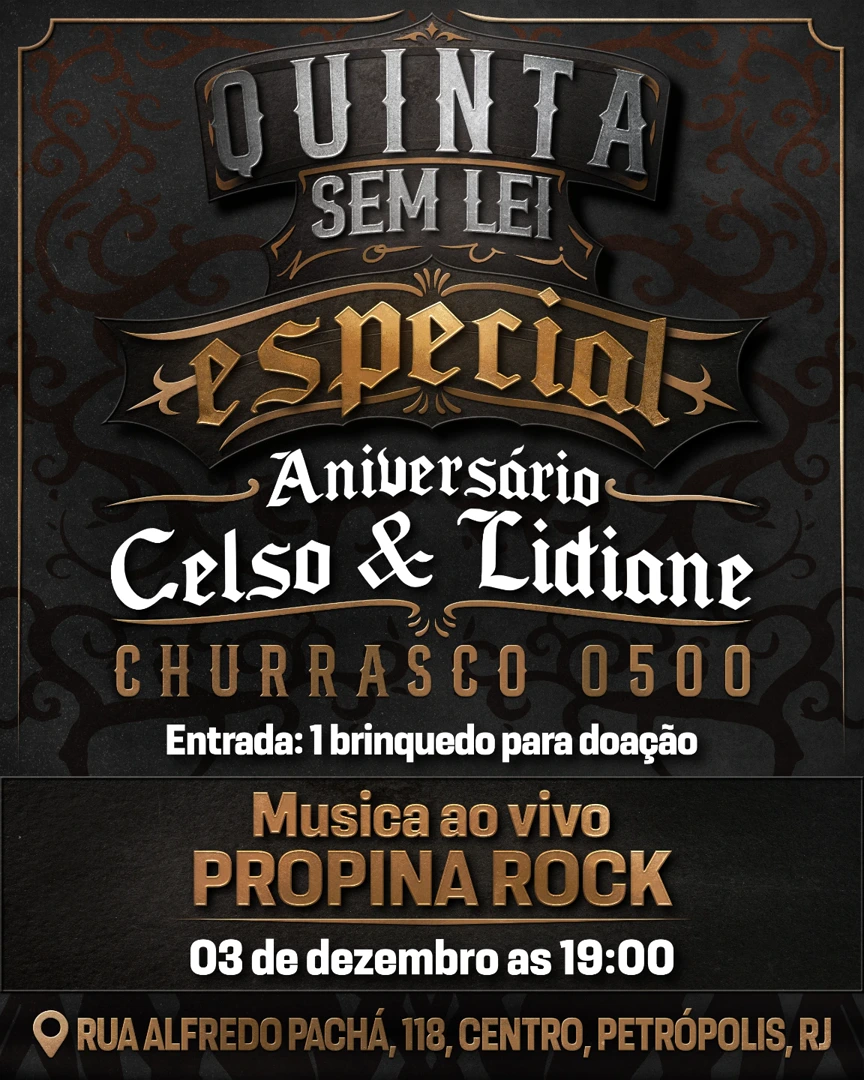 QUINTA
SEM LEI
especial
Aniversário
Celso & Lidiane
CHURRASCO 0500
Entrada: 1 brinquedo para doação
Musica ao vivo
PROPINA ROCK
03 de dezembro as 19:00
RUA ALFREDO PACHÁ, 118, CENTRO, PETRÓPOLIS, RJ